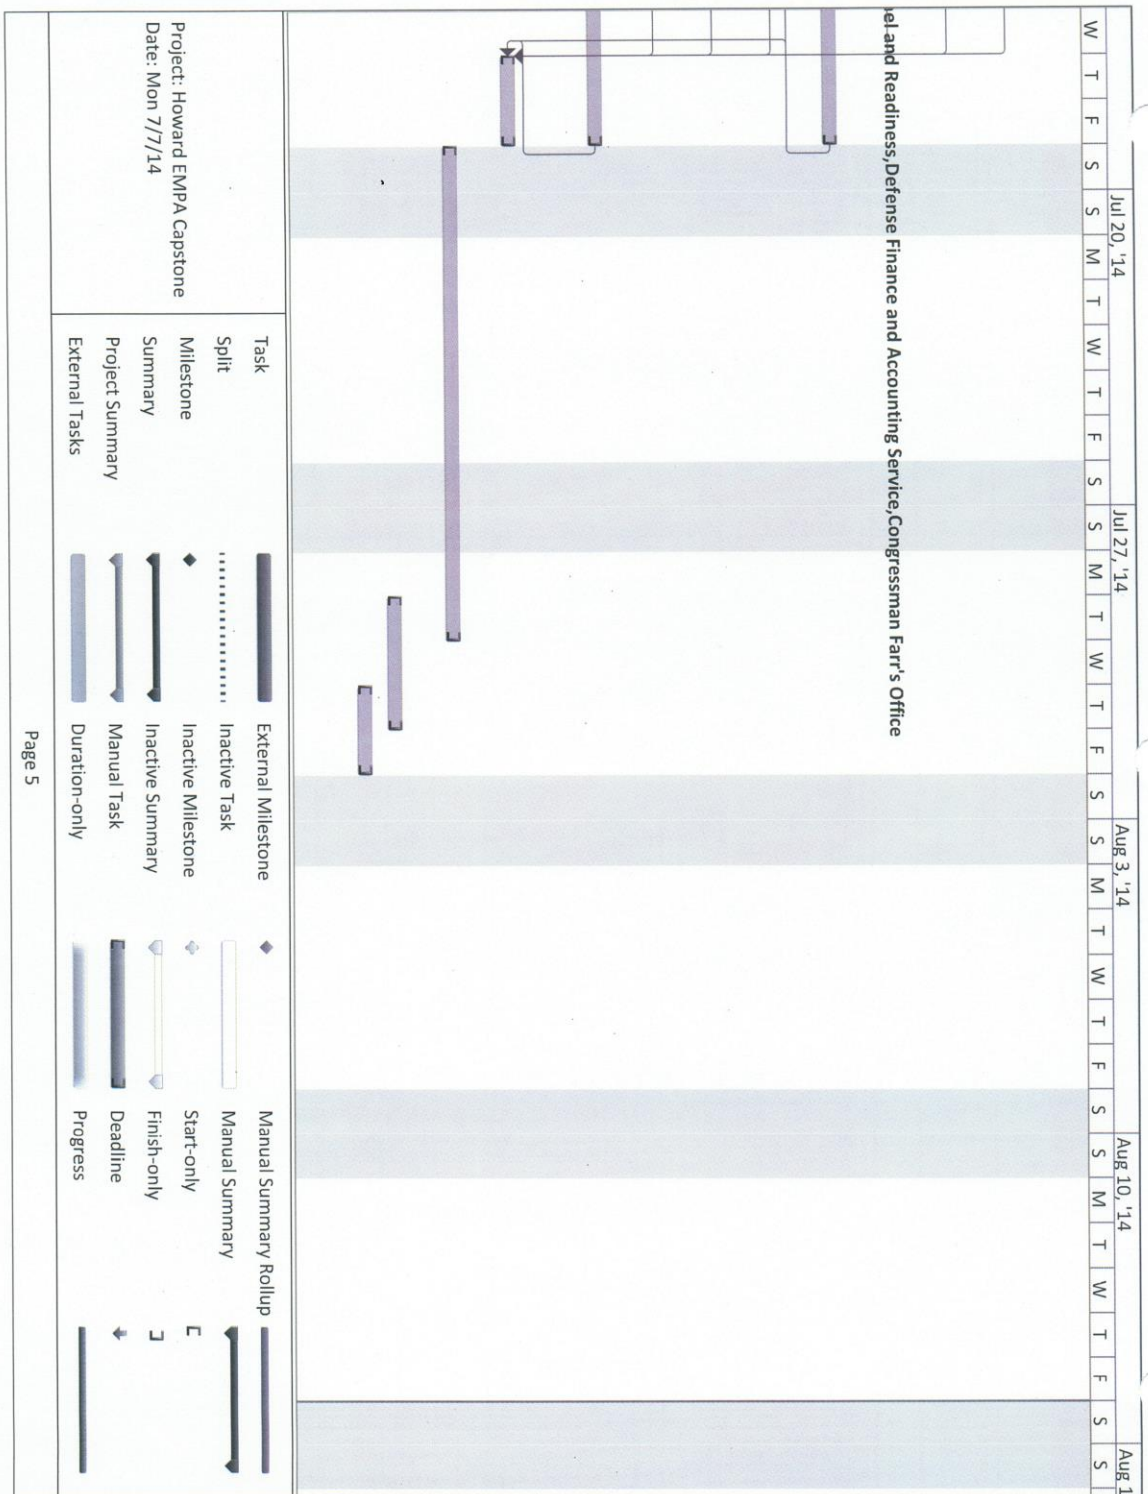 Jul 20, '14 Jul 27, '14 Aug 3, '14 Aug 10, '14 Aug 1
W T F S S M T W T F S S M T W T F S S M T W T F S S M T W T F S S
el and Readiness,Defense Finance and Accounting Service,Congressman Farr's Office
Project: Howard EMPA Capstone
Date: Mon 7/7/14
Task External Milestone Manual Summary Rollup
Split Inactive Task Manual Summary
Milestone Inactive Milestone Start-only
Summary Inactive Summary Finish-only
Project Summary Manual Task Deadline
External Tasks Duration-only Progress
Page 5